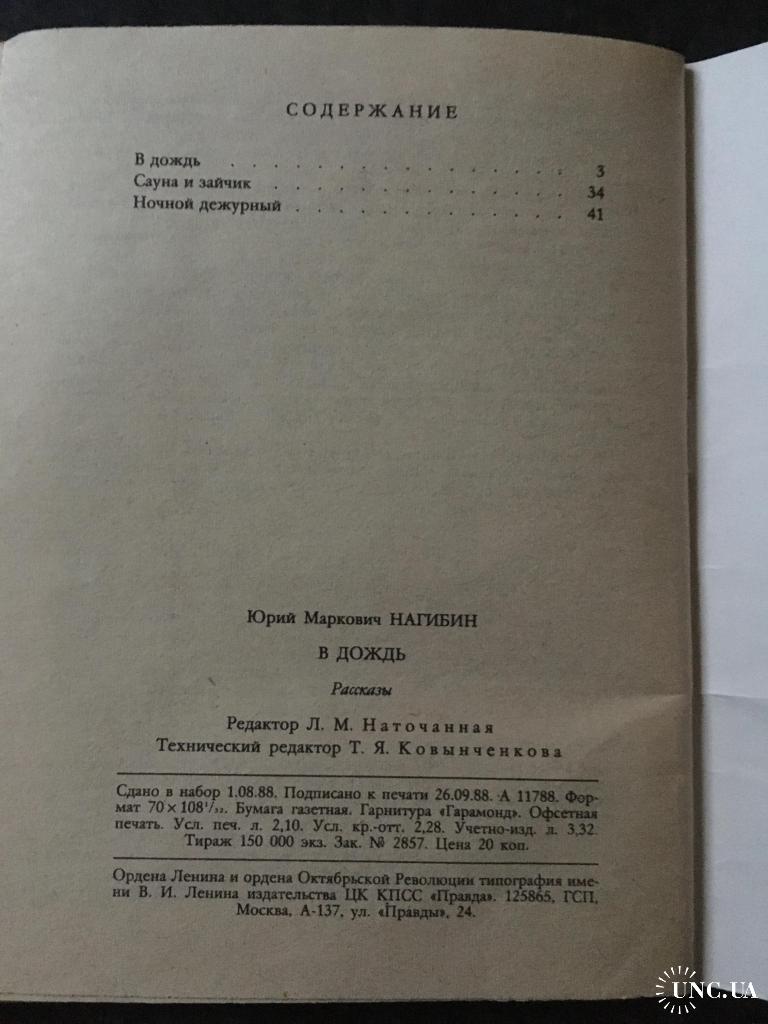 СОДЕРЖАНИЕ
В дождь . . . . . . . . . . . . . . . . 3
Сауна и зайчик . . . . . . . . . . . . . . 34
Ночной дежурный . . . . . . . . . . . . . 41
Юрий Маркович НАГИБИН
В ДОЖДЬ
Рассказы
Редактор Л. М. Наточанная
Технический редактор Т. Я. Ковынченкова
Сдано в набор 1.08.88. Подписано к печати 26.09.88. А 11788. Фор-
мат 70×108¹/₃₂. Бумага газетная. Гарнитура «Гарамонд». Офсетная
печать. Усл. печ. л. 2,10. Усл. кр.-отт. 2,28. Учетно-изд. л. 3,32.
Тираж 150 000 экз. Зак. № 2857. Цена 20 коп.
Ордена Ленина и ордена Октябрьской Революции типография име-
ни В. И. Ленина издательства ЦК КПСС «Правда». 125865, ГСП,
Москва, А-137, ул. «Правды», 24.
UNC.UA